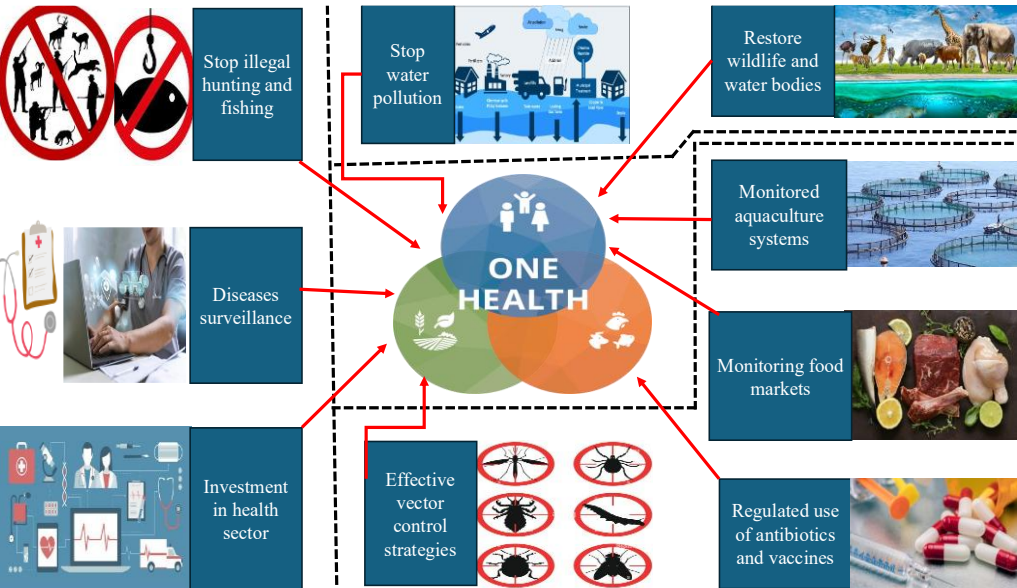 Stop illegal
hunting and
fishing
Stop
water
pollution
Restore
wildlife and
water bodies
Diseases
surveillance
ONE
HEALTH
Monitored
aquaculture
systems
Monitoring food
markets
Investment
in health
sector
Effective
vector
control
strategies
Regulated use
of antibiotics
and vaccines